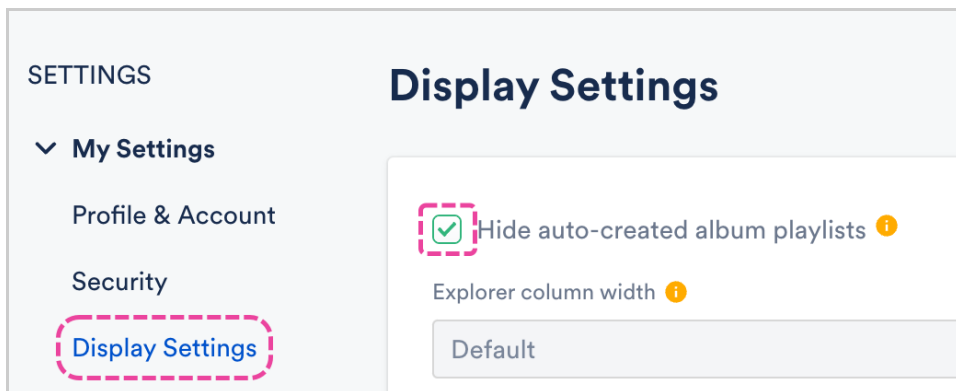 SETTINGS
My Settings
Profile & Account
Security
Display Settings
Display Settings
Hide auto-created album playlists
Explorer column width
Default